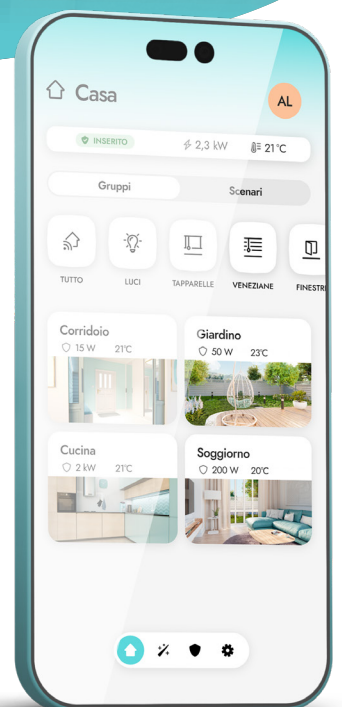 Casa
AL
INSERITO 2,3 kW 21°C
Gruppi Scenari
TUTTO LUCI TAPPARELLE VENEZIANE FINESTR
Corridoio
15 W 21°C
Giardino
50 W 23°C
Cucina
2 kW 21°C
Soggiorno
200 W 20°C